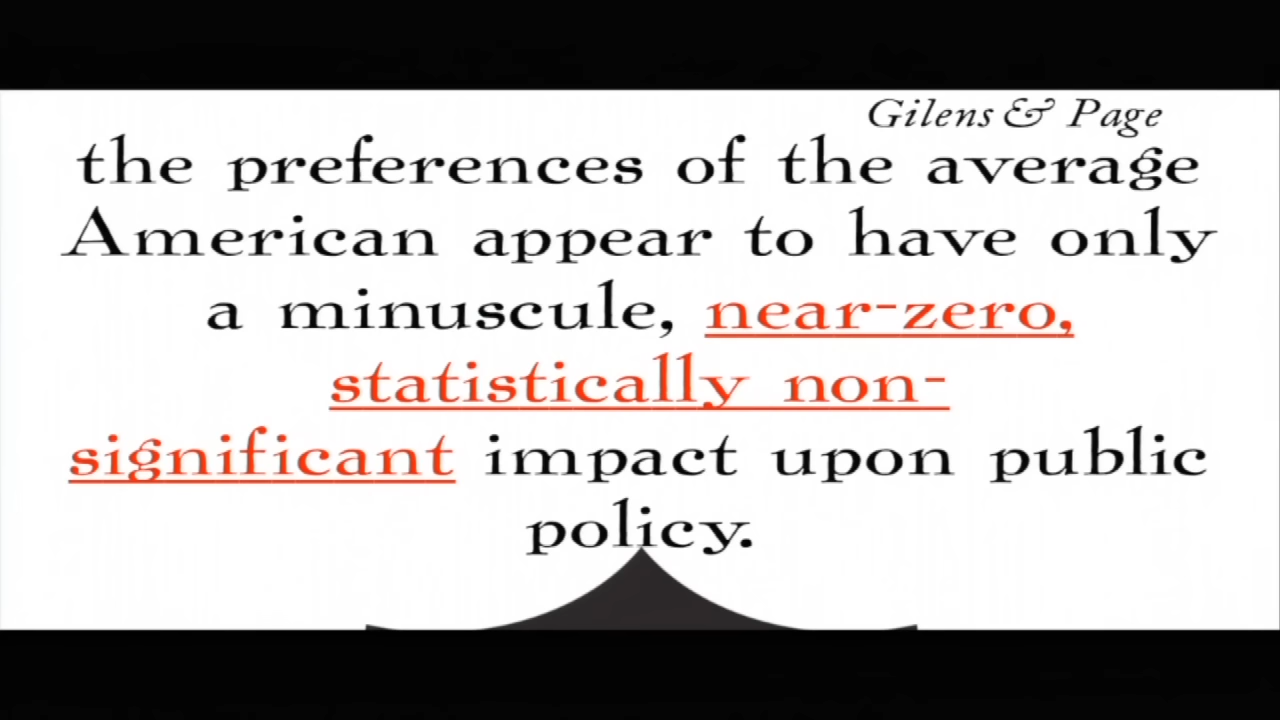 Gilens & Page
the preferences of the average
American appear to have only
a minuscule, near-zero,
statistically non-
significant impact upon public
policy.